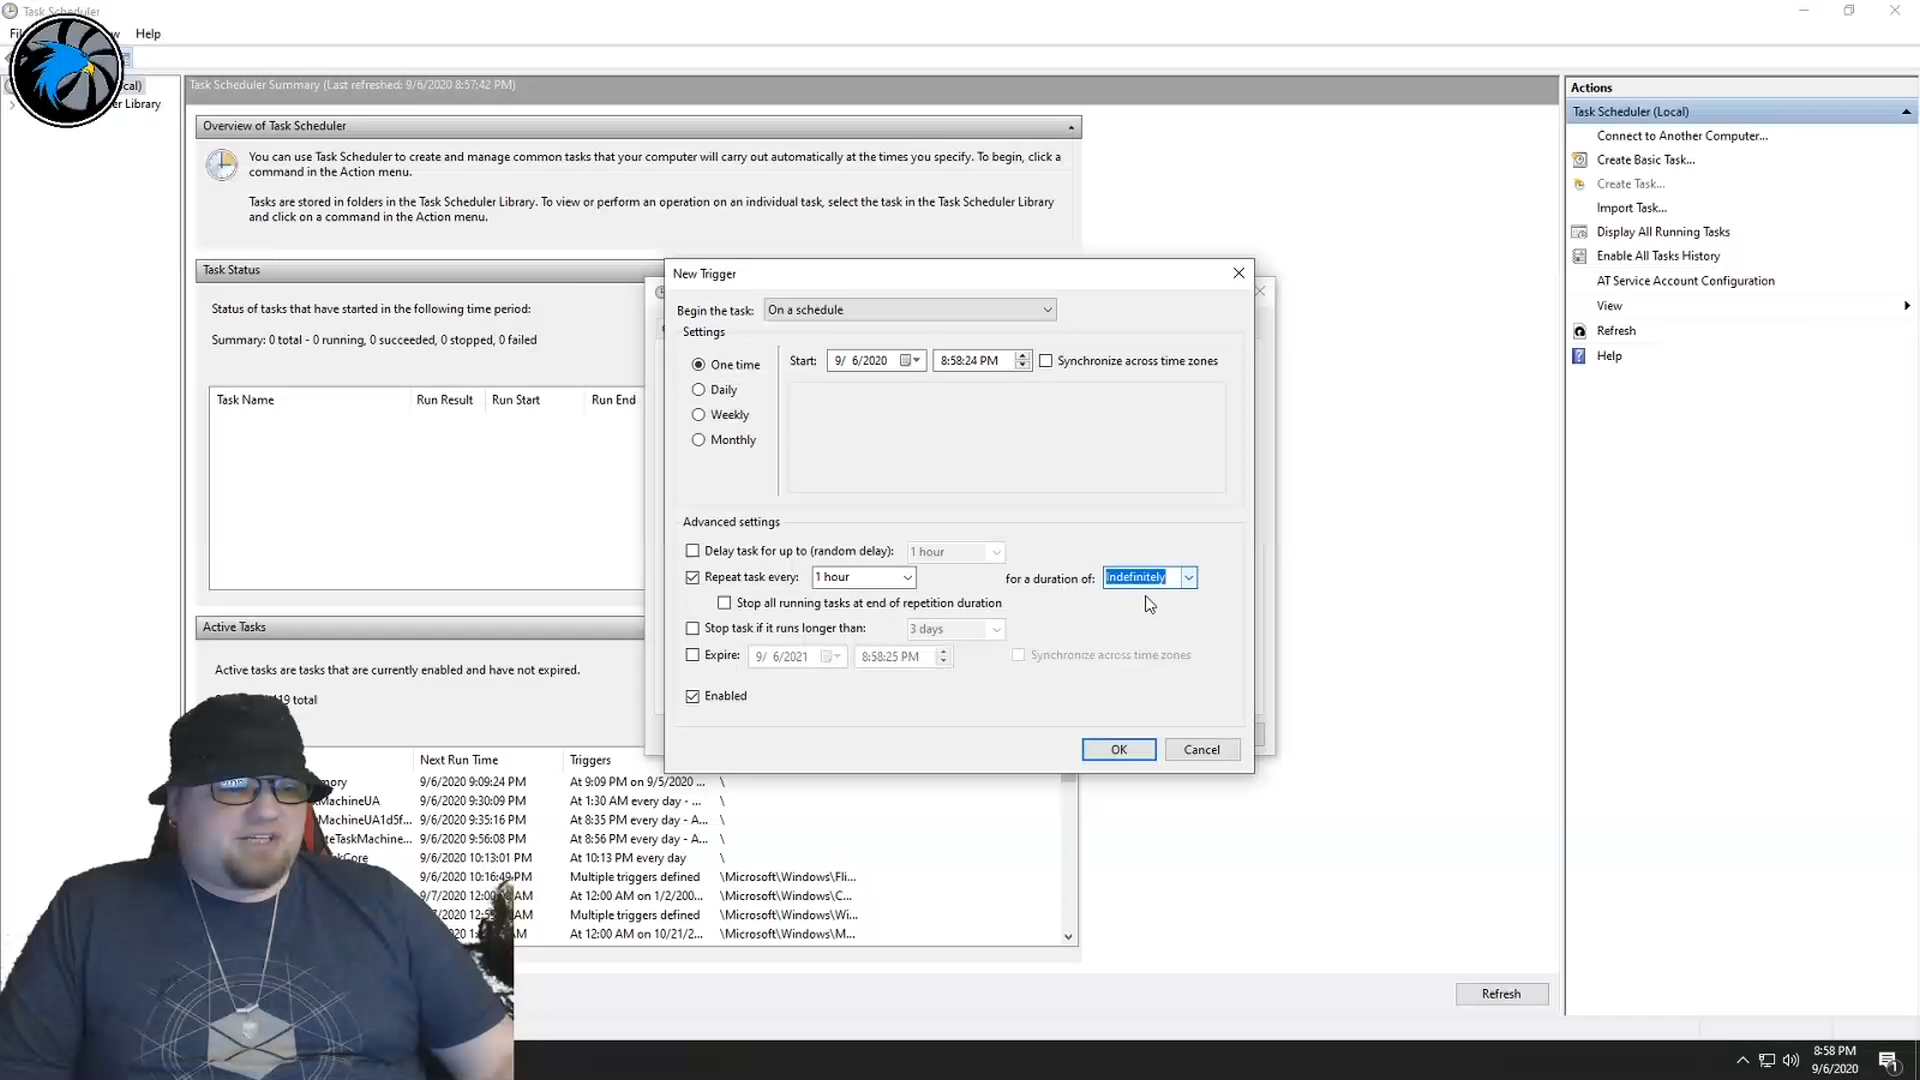 Task Scheduler
Help
Task Scheduler Summary (Last refreshed: 9/6/2020 8:57:42 PM)
Overview of Task Scheduler
You can use Task Scheduler to create and manage common tasks that your computer will carry out automatically at the times you specify. To begin, click a
command in the Action menu.
Tasks are stored in folders in the Task Scheduler Library. To view or perform an operation on an individual task, select the task in the Task Scheduler Library
and click on a command in the Action menu.
Task Status
Status of tasks that have started in the following time period:
Summary: 0 total - 0 running, 0 succeeded, 0 stopped, 0 failed
Task Name Run Result Run Start Run End
Active Tasks
Active tasks are tasks that are currently enabled and have not expired.
total
Next Run Time Triggers
9/6/2020 9:09:24 PM At 9:09 PM on 9/5/2020 ... \
MachineUA 9/6/2020 9:30:09 PM At 1:30 AM every day - ... \
MachineUA1d5f... 9/6/2020 9:35:16 PM At 8:35 PM every day - A... \
teTaskMachine... 9/6/2020 9:56:08 PM At 8:56 PM every day - A... \
Core 9/6/2020 10:13:01 PM At 10:13 PM every day \
9/6/2020 10:16:49 PM Multiple triggers defined \Microsoft\Windows\Fli...
9/7/2020 12:00 AM At 12:00 AM on 1/2/200... \Microsoft\Windows\C...
2020 AM Multiple triggers defined \Microsoft\Windows\Wi...
At 12:00 AM on 10/21/2... \Microsoft\Windows\M...
New Trigger
Begin the task: On a schedule
Settings
One time
Daily
Weekly
Monthly
Start: 9/ 6/2020 8:58:24 PM Synchronize across time zones
Advanced settings
Delay task for up to (random delay): 1 hour
Repeat task every: 1 hour for a duration of: Indefinitely
Stop all running tasks at end of repetition duration
Stop task if it runs longer than: 3 days
Expire: 9/ 6/2021 8:58:25 PM Synchronize across time zones
Enabled
OK Cancel
Refresh
Actions
Task Scheduler (Local)
Connect to Another Computer...
Create Basic Task...
Create Task...
Import Task...
Display All Running Tasks
Enable All Tasks History
AT Service Account Configuration
View
Refresh
Help
8:58 PM
9/6/2020